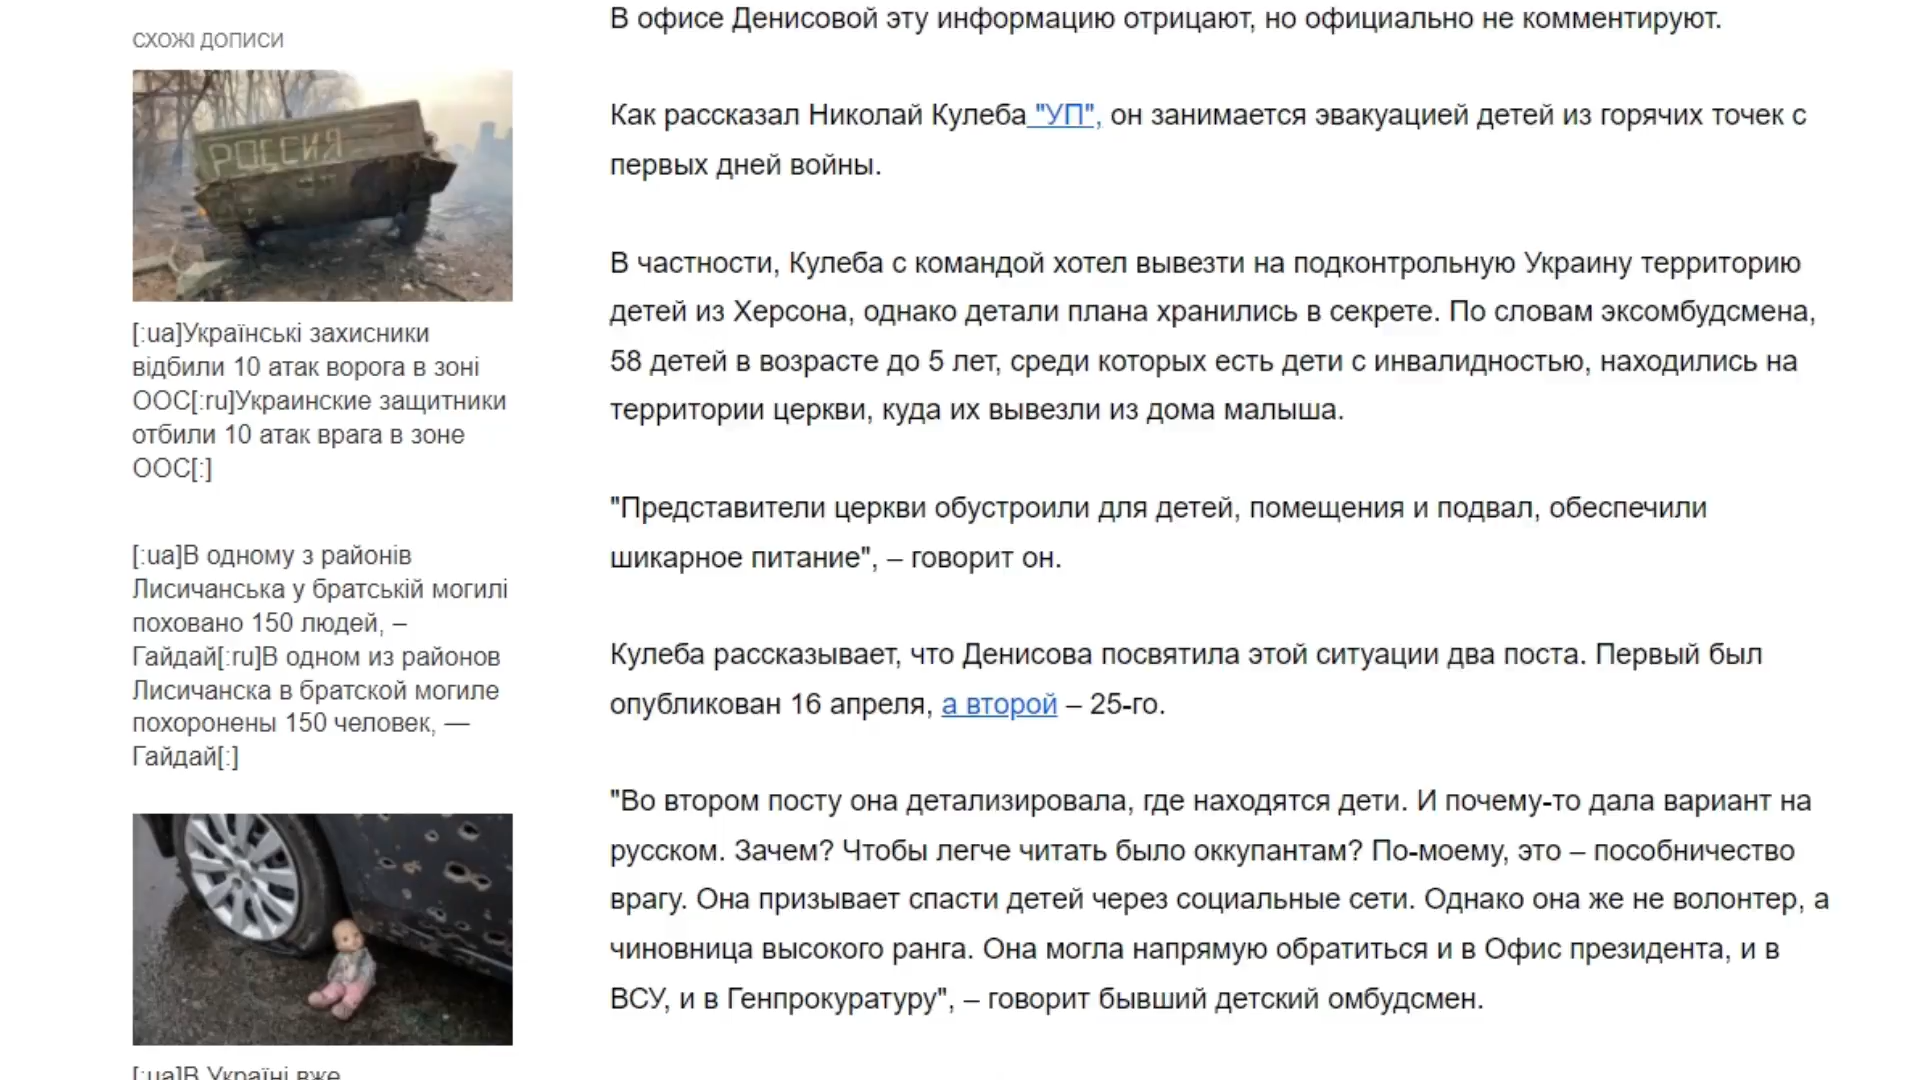 СХОЖІ ДОПИСИ
РОССИЯ
[:ua]Українські захисники
відбили 10 атак ворога в зоні
ООС[:ru]Украинские защитники
отбили 10 атак врага в зоне
ООС[:]
[:ua]В одному з районів
Лисичанська у братській могилі
поховано 150 людей, –
Гайдай[:ru]В одном из районов
Лисичанска в братской могиле
похоронены 150 человек, —
Гайдай[:]
[:ua]В Україні вже
В офисе Денисовой эту информацию отрицают, но официально не комментируют.
Как рассказал Николай Кулеба "УП", он занимается эвакуацией детей из горячих точек с
первых дней войны.
В частности, Кулеба с командой хотел вывезти на подконтрольную Украину территорию
детей из Херсона, однако детали плана хранились в секрете. По словам эксомбудсмена,
58 детей в возрасте до 5 лет, среди которых есть дети с инвалидностью, находились на
территории церкви, куда их вывезли из дома малыша.
"Представители церкви обустроили для детей, помещения и подвал, обеспечили
шикарное питание", – говорит он.
Кулеба рассказывает, что Денисова посвятила этой ситуации два поста. Первый был
опубликован 16 апреля, а второй – 25-го.
"Во втором посту она детализировала, где находятся дети. И почему-то дала вариант на
русском. Зачем? Чтобы легче читать было оккупантам? По-моему, это – пособничество
врагу. Она призывает спасти детей через социальные сети. Однако она же не волонтер, а
чиновница высокого ранга. Она могла напрямую обратиться и в Офис президента, и в
ВСУ, и в Генпрокуратуру", – говорит бывший детский омбудсмен.